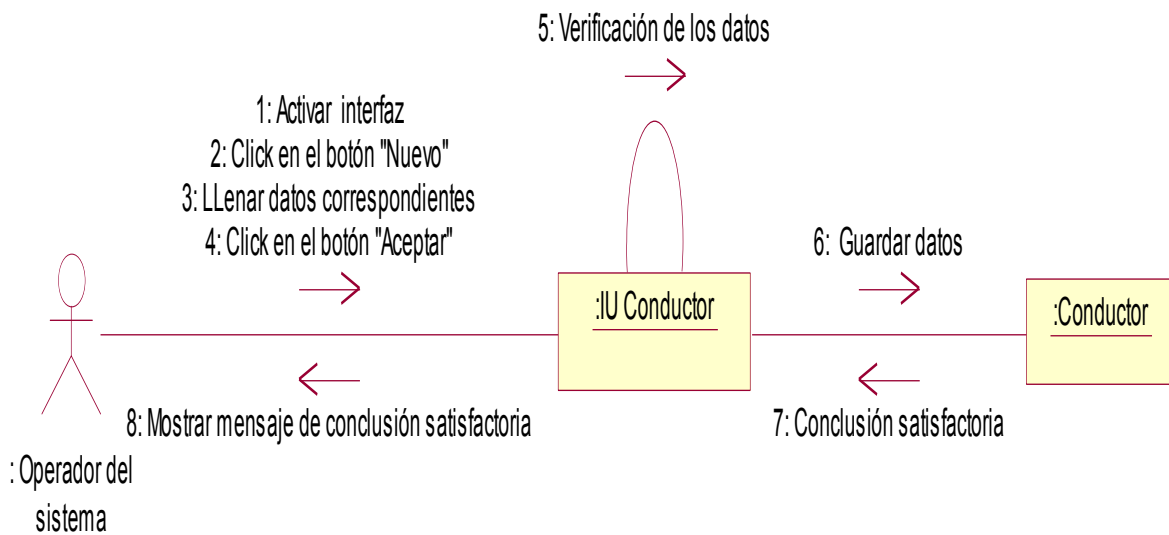 5: Verificación de los datos
1: Activar interfaz
2: Click en el botón "Nuevo"
3: LLenar datos correspondientes
4: Click en el botón "Aceptar"
6: Guardar datos
:IU Conductor
:Conductor
8: Mostrar mensaje de conclusión satisfactoria
7: Conclusión satisfactoria
: Operador del
sistema